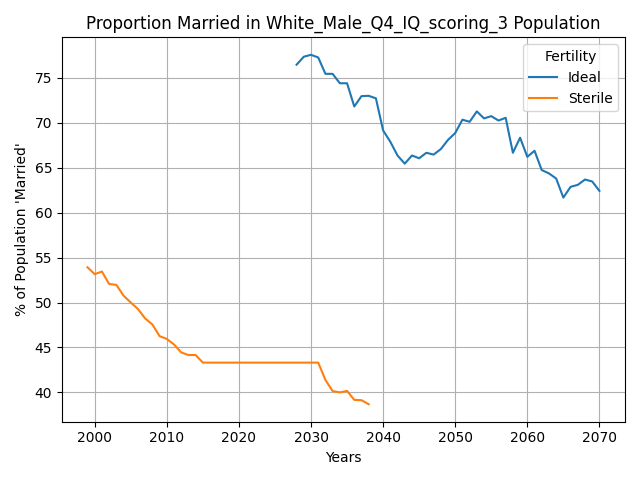 Proportion Married in White_Male_Q4_IQ_scoring_3 Population
% of Population 'Married'
75
70
65
60
55
50
45
40
Fertility
Ideal
Sterile
2000 2010 2020 2030 2040 2050 2060 2070
Years